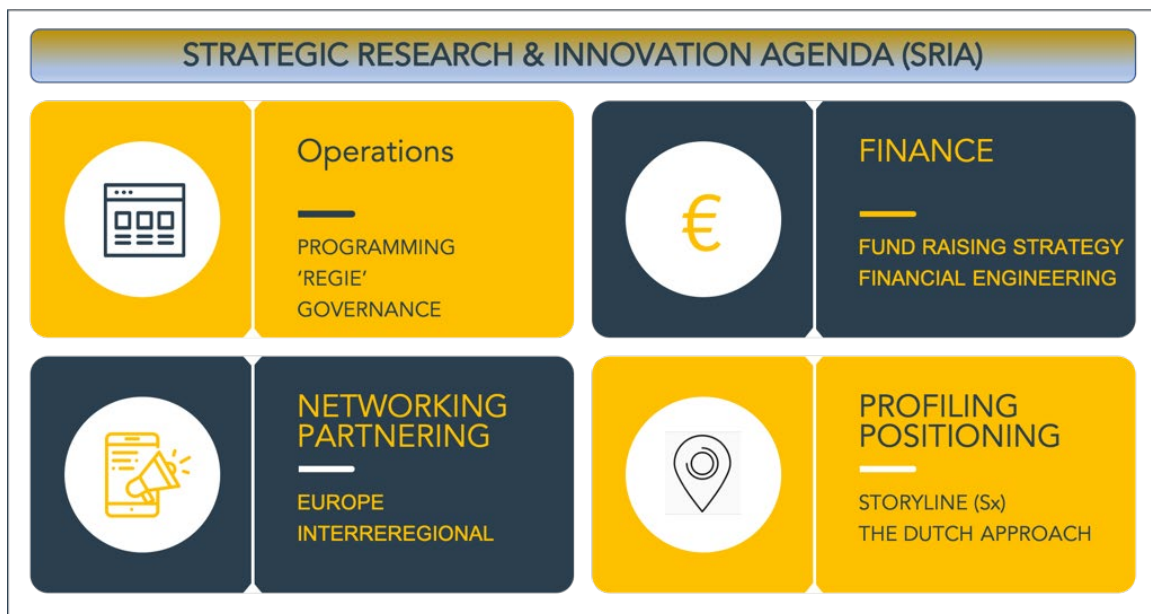 STRATEGIC RESEARCH & INNOVATION AGENDA (SRIA)
Operations
PROGRAMMING
‘REGIE’
GOVERNANCE
€
FINANCE
FUND RAISING STRATEGY
FINANCIAL ENGINEERING
NETWORKING
PARTNERING
EUROPE
INTERREREGIONAL
PROFILING
POSITIONING
STORYLINE (Sx)
THE DUTCH APPROACH